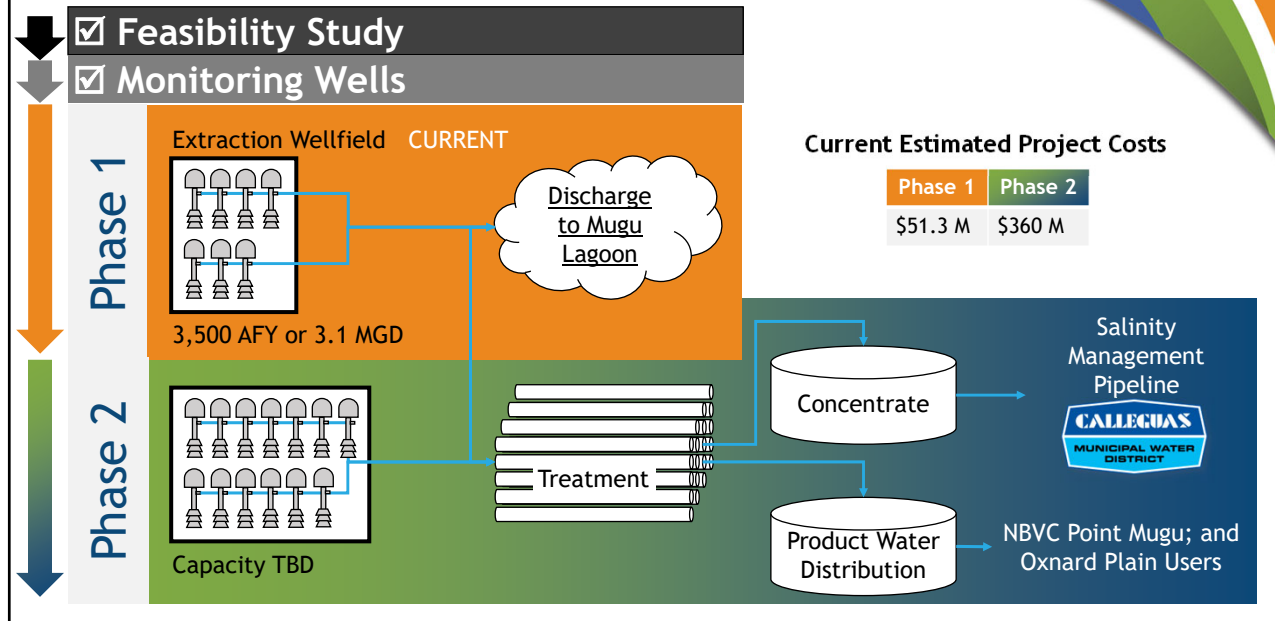 ☑ Feasibility Study
☑ Monitoring Wells
Phase 1
Extraction Wellfield CURRENT
Discharge
to Mugu
Lagoon
3,500 AFY or 3.1 MGD
Current Estimated Project Costs
Phase 1 Phase 2
$51.3 M $360 M
Phase 2
Capacity TBD
Treatment
Concentrate
Salinity
Management
Pipeline
CALLEGUAS
MUNICIPAL WATER
DISTRICT
Product Water
Distribution
NBVC Point Mugu; and
Oxnard Plain Users